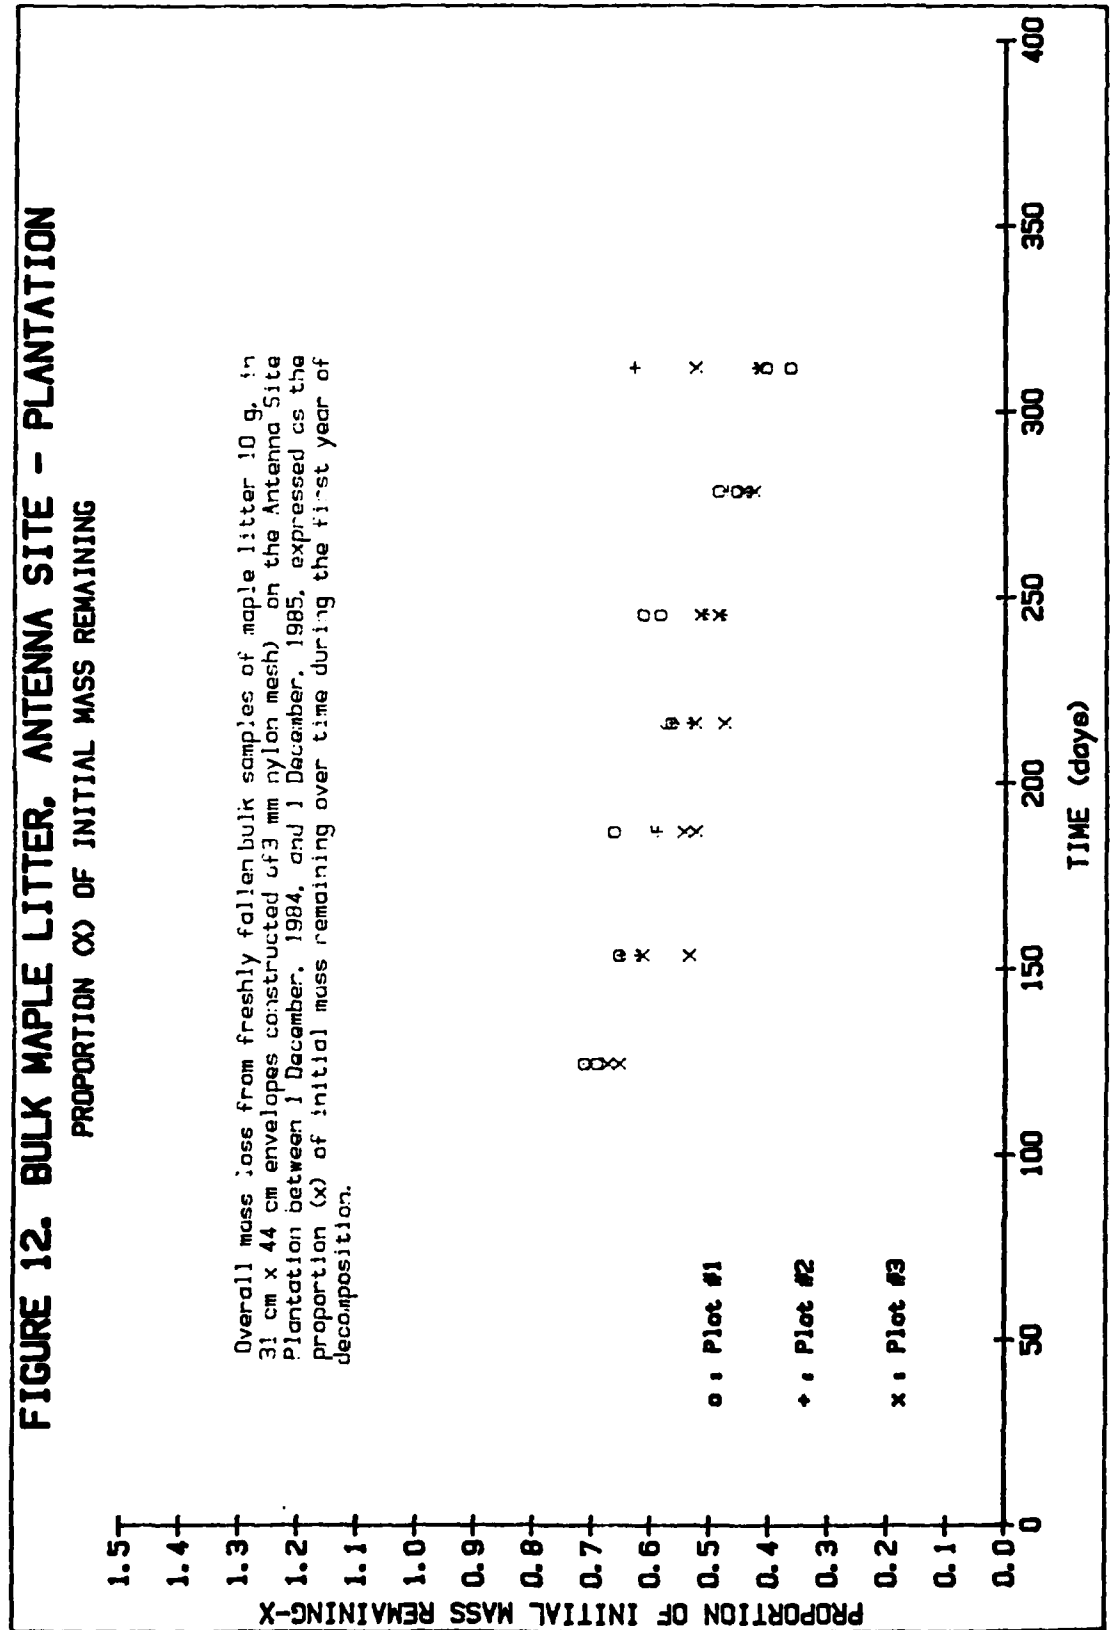 FIGURE 12. BULK MAPLE LITTER, ANTENNA SITE - PLANTATION
PROPORTION (X) OF INITIAL MASS REMAINING
Overall mass loss from freshly fallen bulk samples of maple litter 10 g, in
31 cm x 44 cm envelopes constructed of 3 mm nylon mesh) on the Antenna Site
Plantation between 1 December, 1984, and 1 December, 1985, expressed as the
proportion (x) of initial mass remaining over time during the first year of
decomposition.
PROPORTION OF INITIAL MASS REMAINING-X
1.5
1.4
1.3
1.2
1.1
1.0
0.9
0.8
0.7
0.6
0.5
0.4
0.3
0.2
0.1
0.0
o : Plot #1
+ : Plot #2
x : Plot #3
0 50 100 150 200 250 300 350 400
TIME (days)